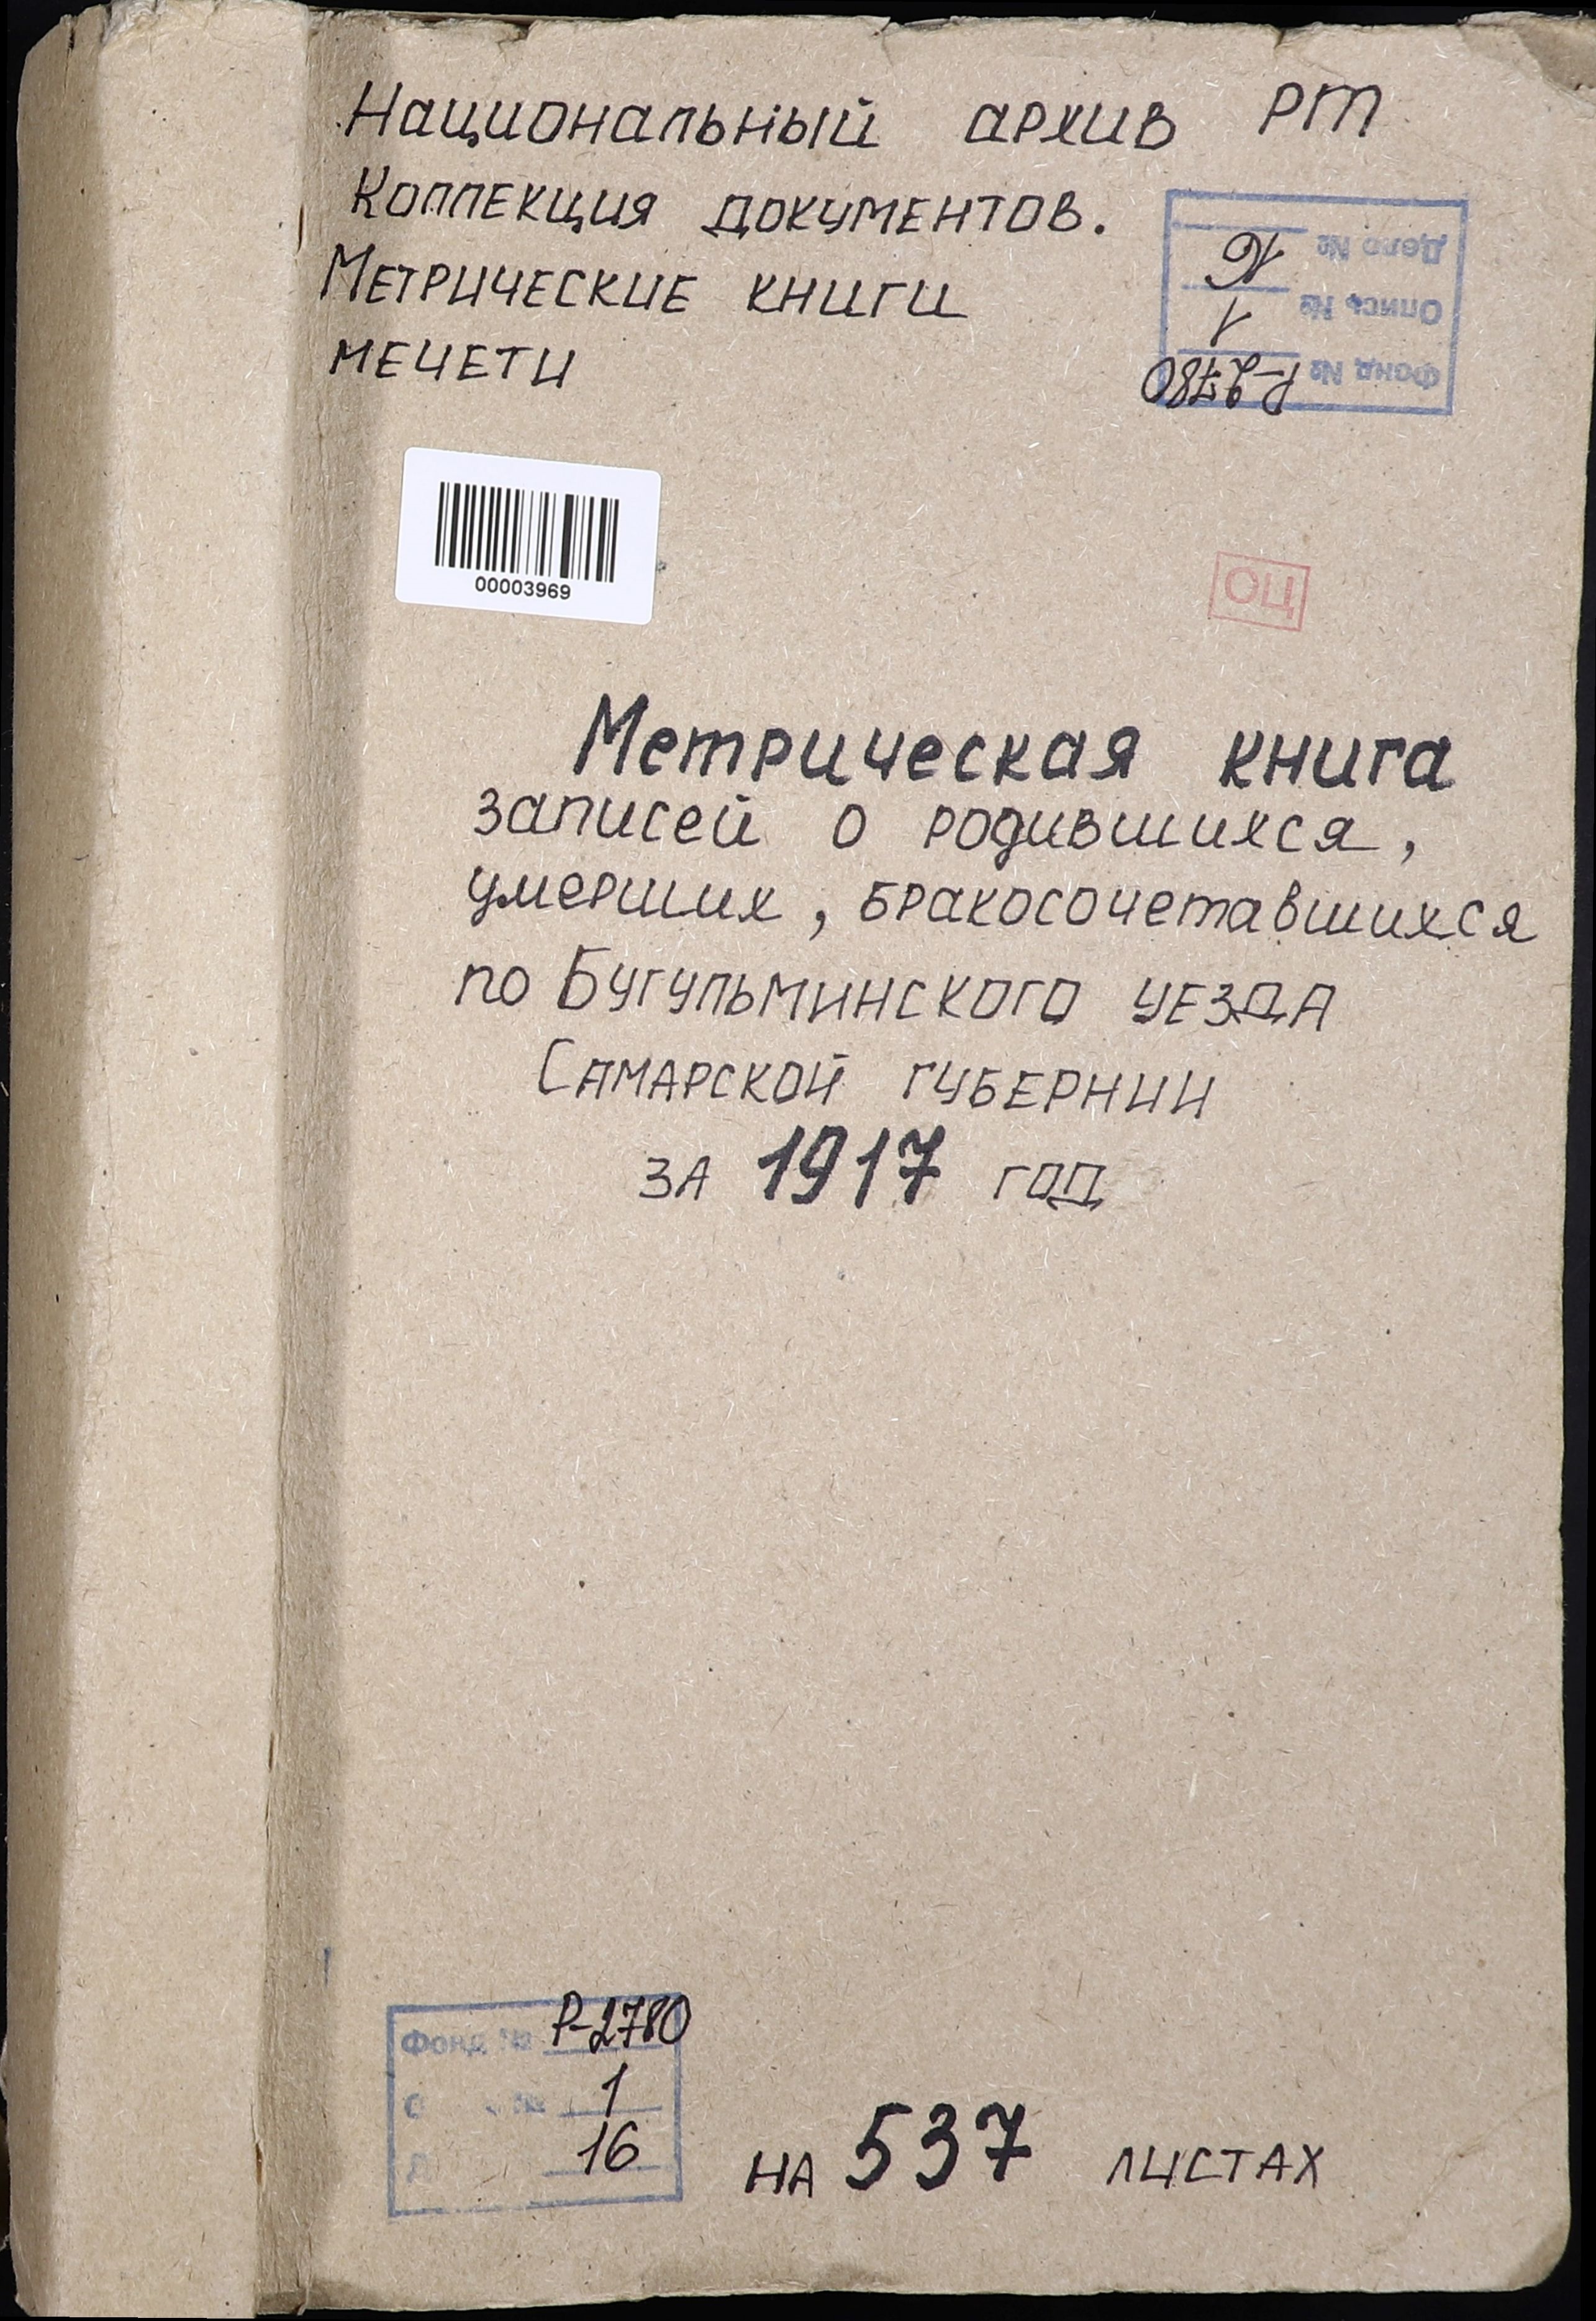 Национальный архив РТ
Коллекция документов.
Метрические книги
мечети
Дело № 16
Опись № 1
Фонд № Р-2780
00003969
ОЦ
Метрическая книга
записей о родившихся,
умерших, бракосочетавшихся
по Бугульминского уезда
Самарской губернии
за 1917 год
Фонд № Р-2780
№ 1
16
на 537 листах